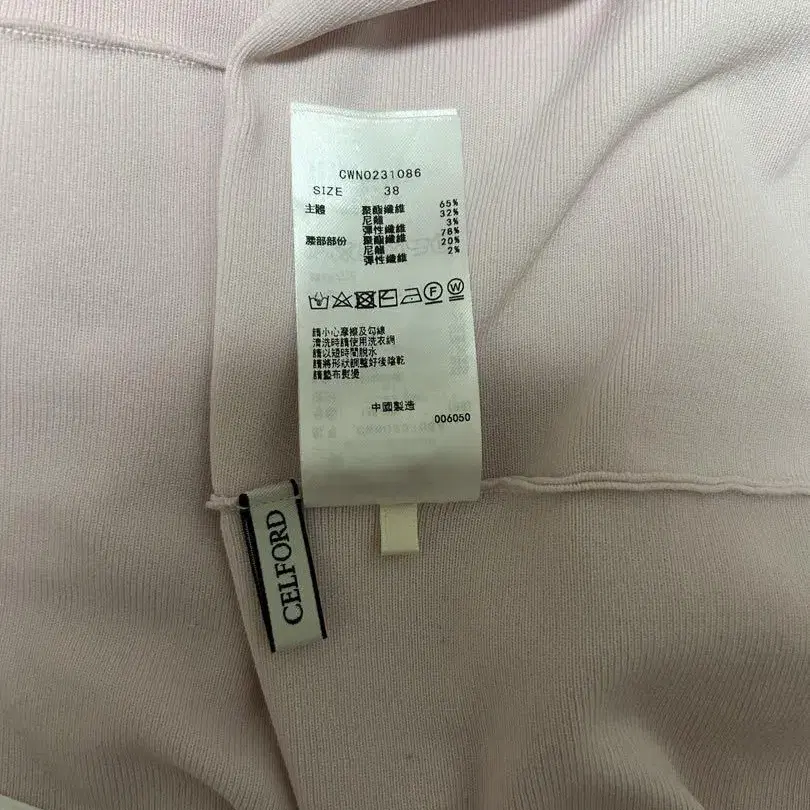 CWNO231086
SIZE 38
主體 聚酯纖維 65%
尼龍 32%
彈性纖維 3%
腰部部份 聚酯纖維 78%
尼龍 20%
彈性纖維 2%
F W
請小心摩擦及勾線
清洗時請使用洗衣網
請以短時間脫水
請將形狀調整好後陰乾
請墊布熨燙
中國製造
006050
CELFORD